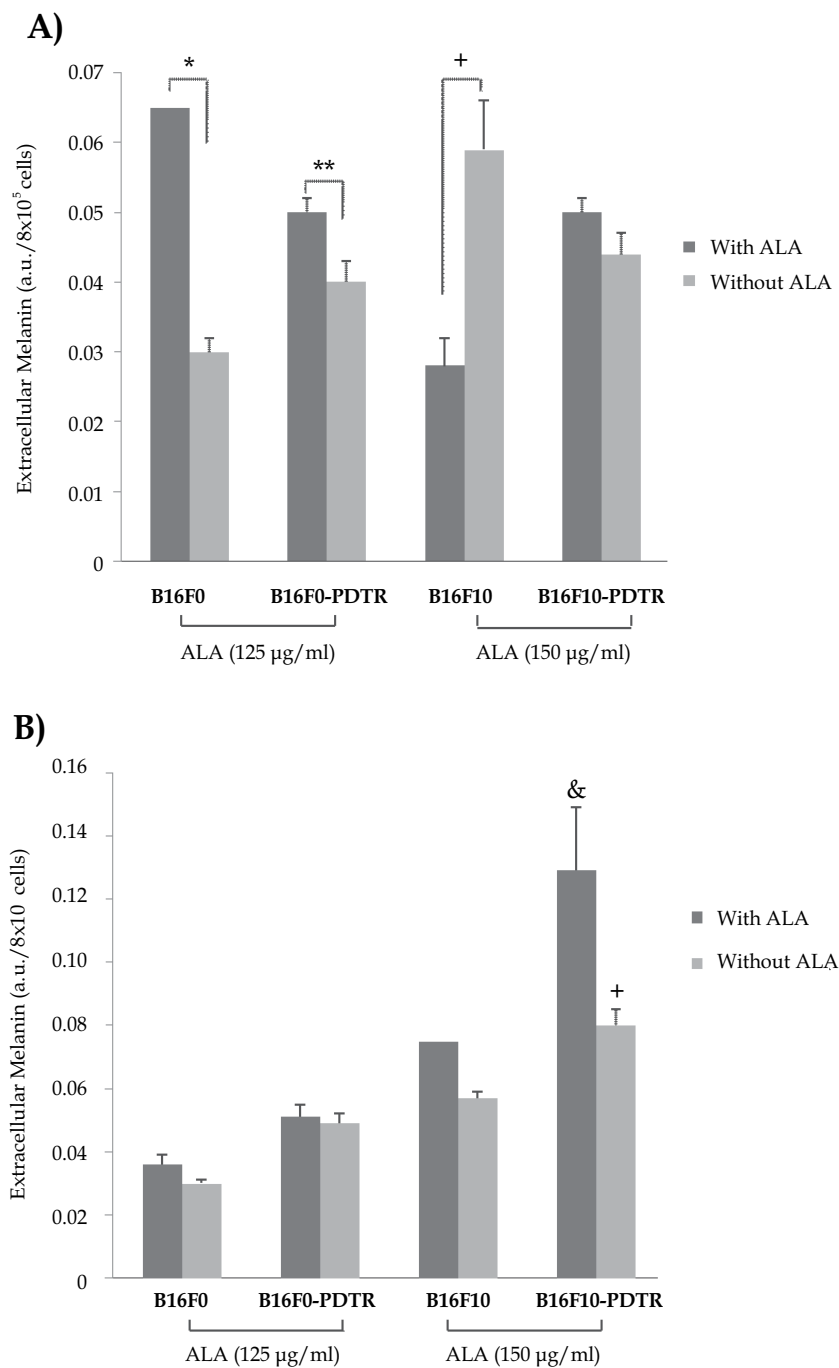 A)
Extracellular Melanin (a.u./8x10⁵ cells)
0.07
0.06
0.05
0.04
0.03
0.02
0.01
0
*
**
+
With ALA
Without ALA
B16F0 B16F0-PDTR B16F10 B16F10-PDTR
ALA (125 µg/ml) ALA (150 µg/ml)
B)
Extracellular Melanin (a.u./8x10 cells)
0.16
0.14
0.12
0.10
0.08
0.06
0.04
0.02
0
&
+
With ALA
Without ALA
B16F0 B16F0-PDTR B16F10 B16F10-PDTR
ALA (125 µg/ml) ALA (150 µg/ml)